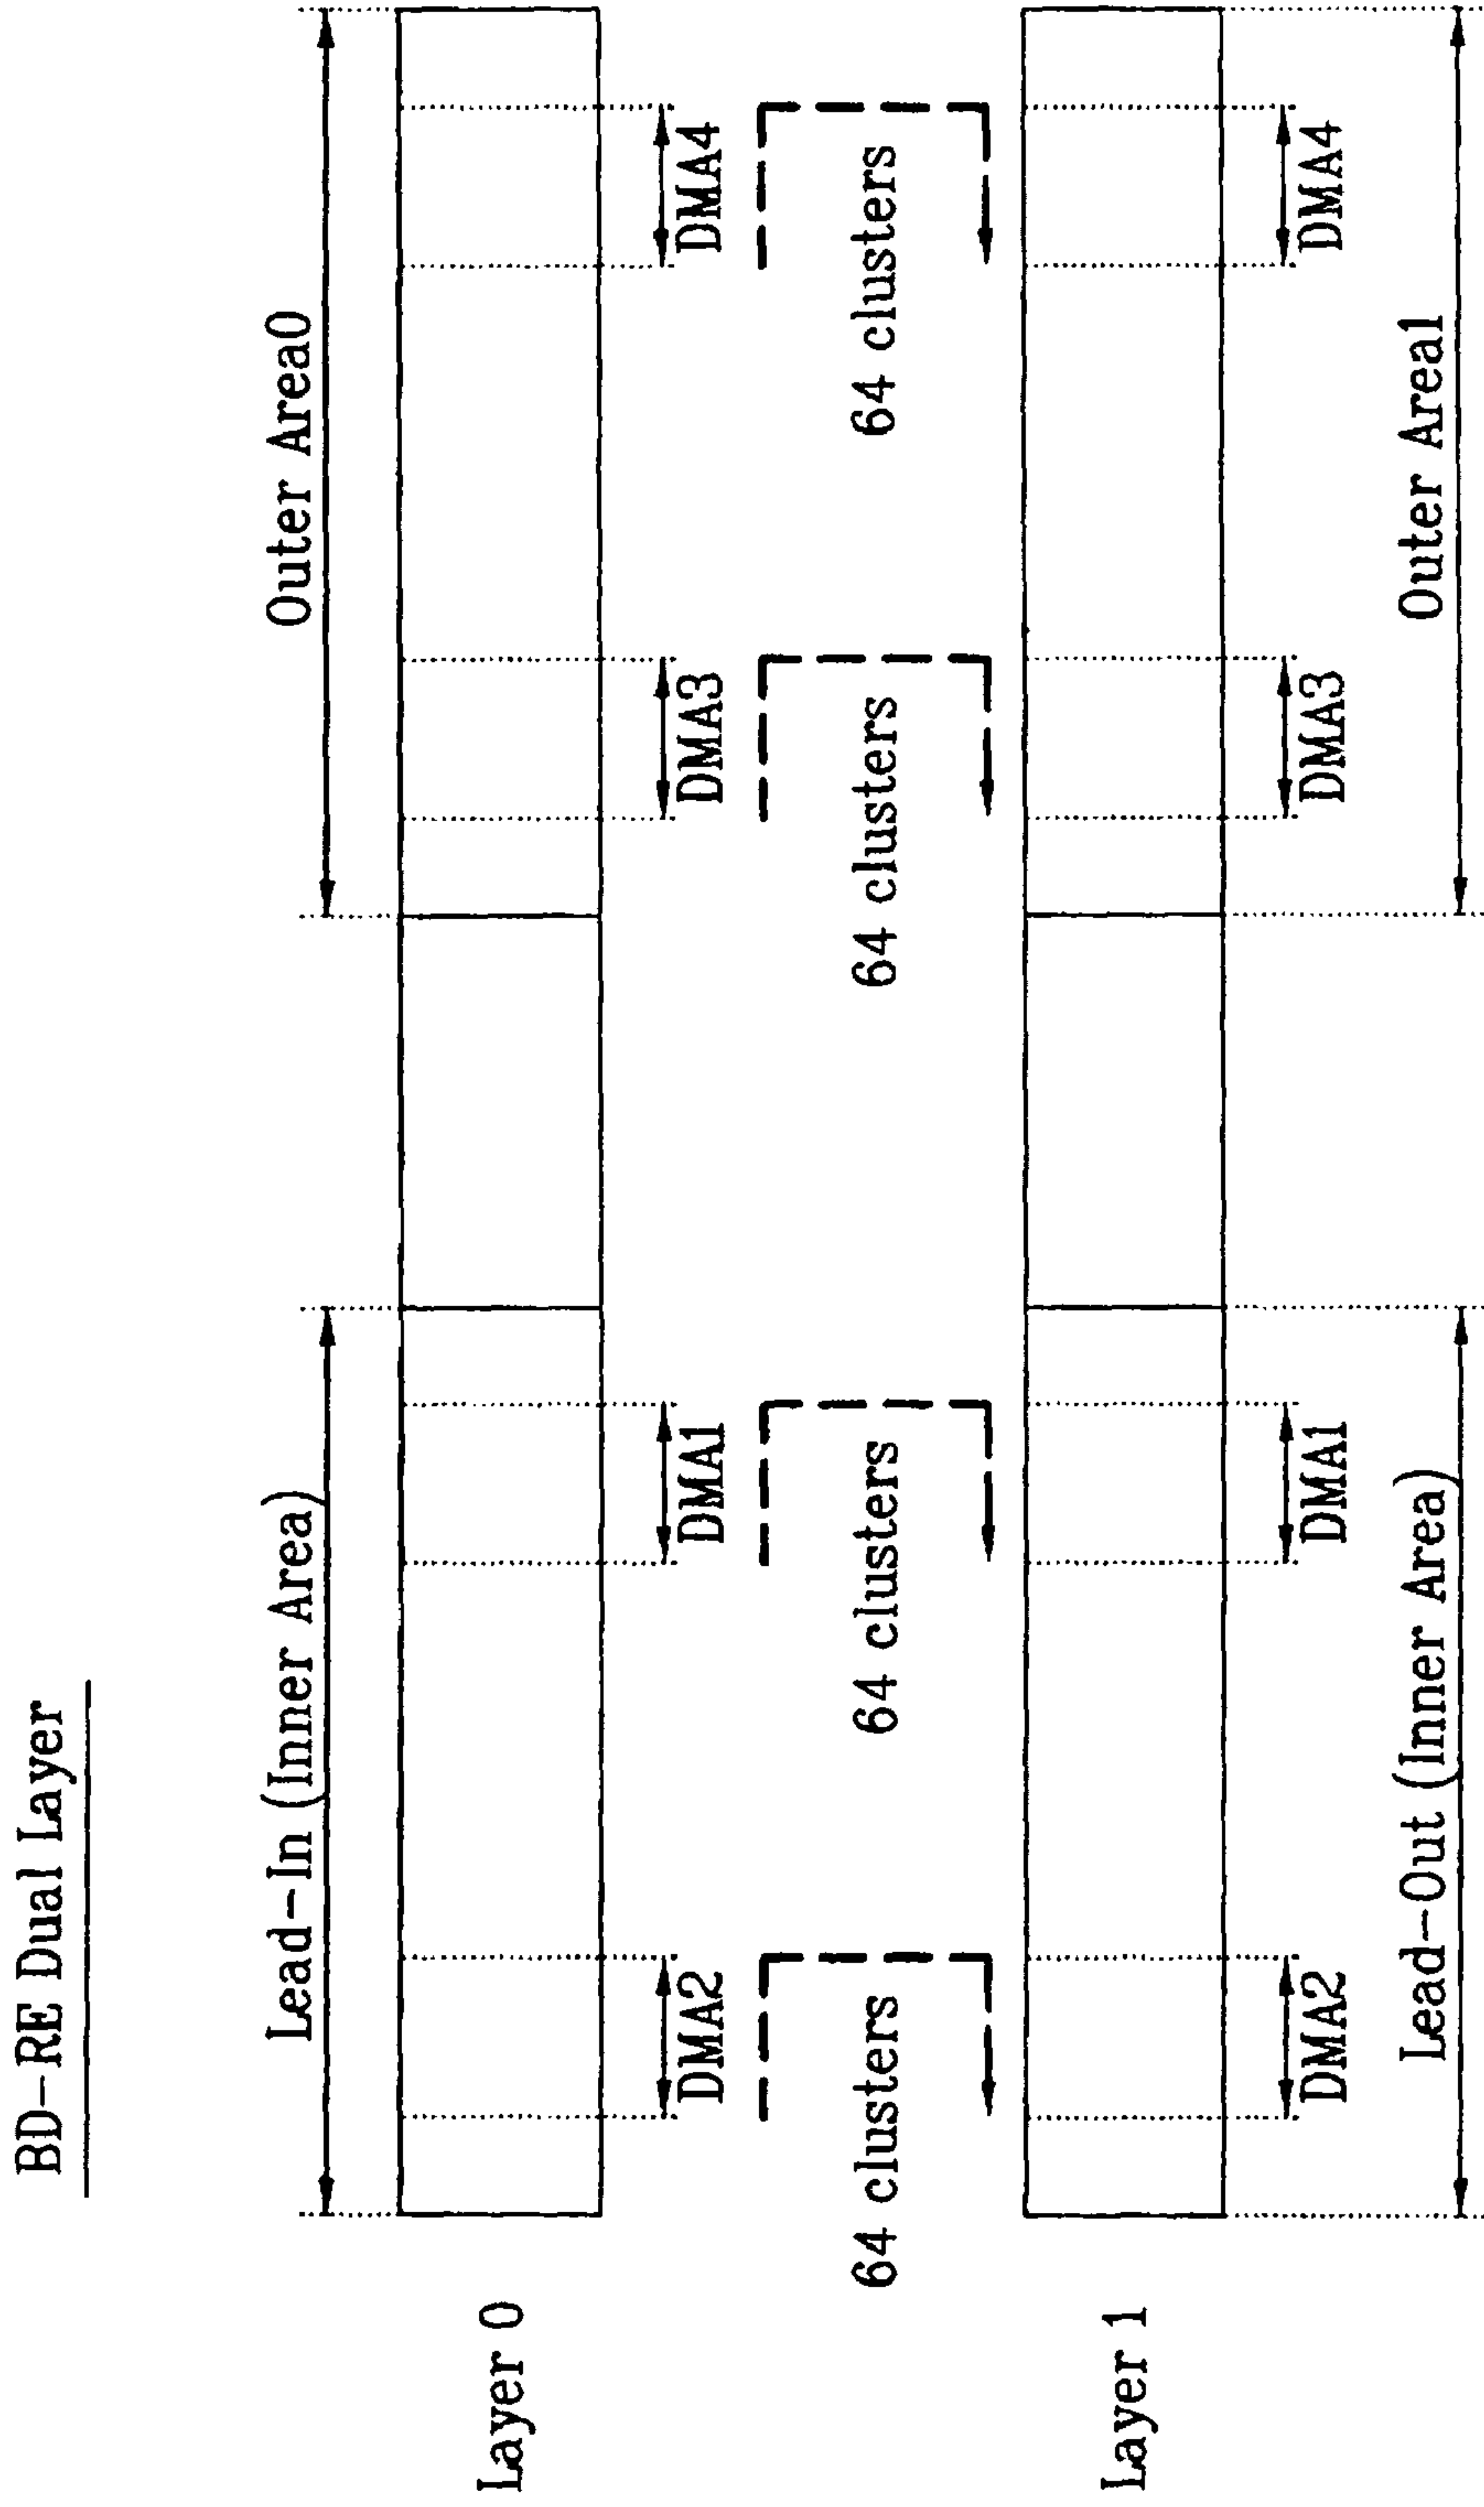 BD-RE Dual Layer
Lead-In (Inner Area)
Outer Area0
Layer 0
DMA2
DMA1
DMA3
DMA4
64 clusters
64 clusters
64 clusters
64 clusters
Layer 1
DMA2
DMA1
DMA3
DMA4
Lead-Out (Inner Area)
Outer Area1